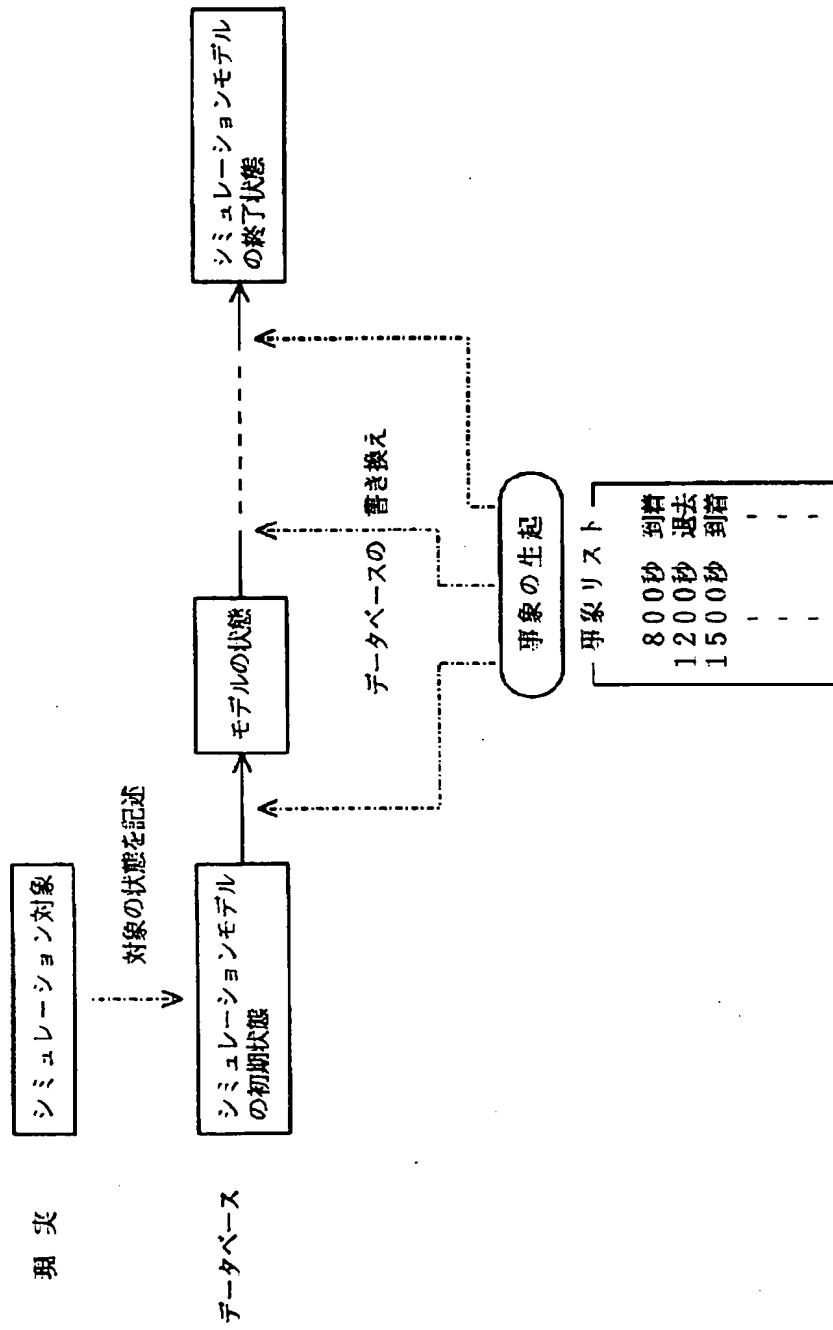 現 実
シミュレーション対象
対象の状態を記述
データベース
シミュレーションモデル
の初期状態
モデルの状態
シミュレーションモデル
の終了状態
データベースの 書き換え
事象の生起
事象リスト
800秒 到着
1200秒 退去
1500秒 到着
- -
- -
- -